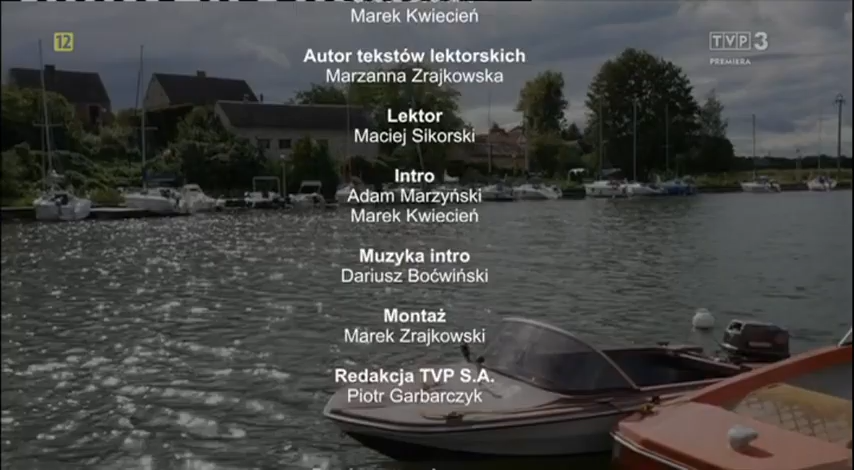 Marek Kwiecień
12
TVP3
PREMIERA
Autor tekstów lektorskich
Marzanna Zrajkowska
Lektor
Maciej Sikorski
Intro
Adam Marzyński
Marek Kwiecień
Muzyka intro
Dariusz Boćwiński
Montaż
Marek Zrajkowski
Redakcja TVP S.A.
Piotr Garbarczyk